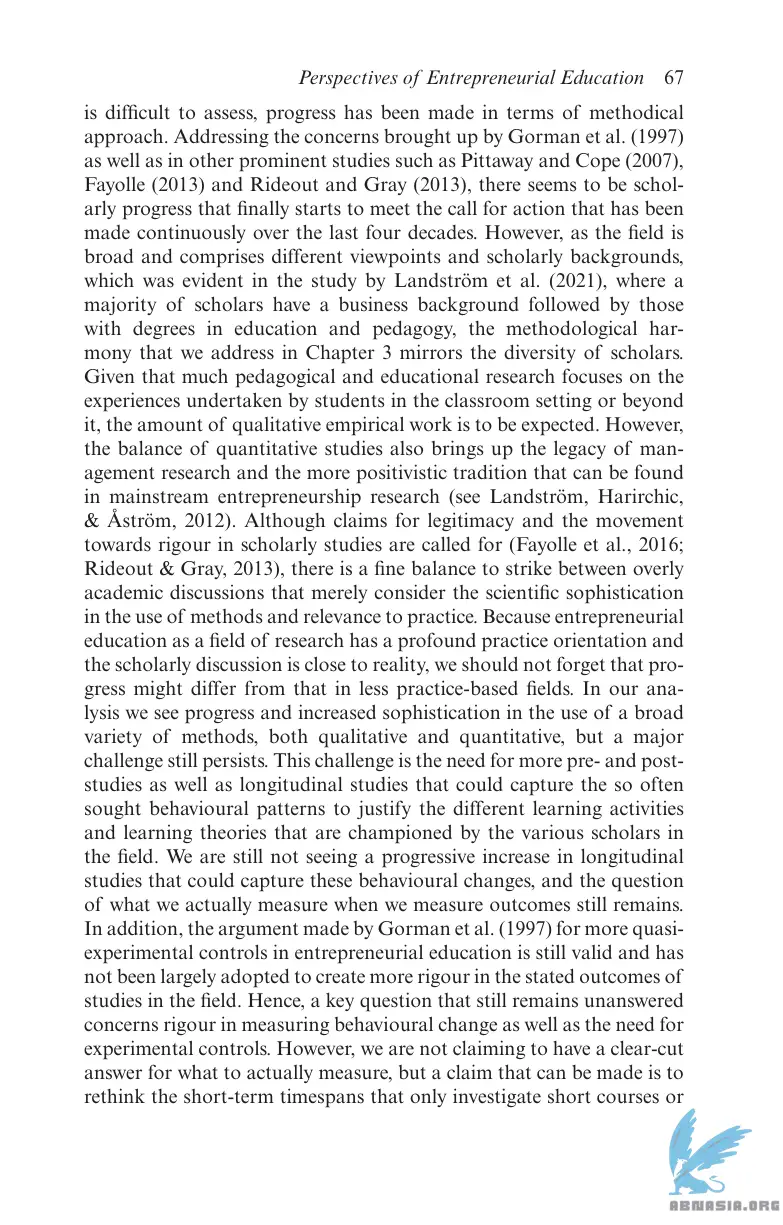 Perspectives of Entrepreneurial Education 67
is difficult to assess, progress has been made in terms of methodical
approach. Addressing the concerns brought up by Gorman et al. (1997)
as well as in other prominent studies such as Pittaway and Cope (2007),
Fayolle (2013) and Rideout and Gray (2013), there seems to be schol-
arly progress that finally starts to meet the call for action that has been
made continuously over the last four decades. However, as the field is
broad and comprises different viewpoints and scholarly backgrounds,
which was evident in the study by Landström et al. (2021), where a
majority of scholars have a business background followed by those
with degrees in education and pedagogy, the methodological har-
mony that we address in Chapter 3 mirrors the diversity of scholars.
Given that much pedagogical and educational research focuses on the
experiences undertaken by students in the classroom setting or beyond
it, the amount of qualitative empirical work is to be expected. However,
the balance of quantitative studies also brings up the legacy of man-
agement research and the more positivistic tradition that can be found
in mainstream entrepreneurship research (see Landström, Harirchic,
& Åström, 2012). Although claims for legitimacy and the movement
towards rigour in scholarly studies are called for (Fayolle et al., 2016;
Rideout & Gray, 2013), there is a fine balance to strike between overly
academic discussions that merely consider the scientific sophistication
in the use of methods and relevance to practice. Because entrepreneurial
education as a field of research has a profound practice orientation and
the scholarly discussion is close to reality, we should not forget that pro-
gress might differ from that in less practice-based fields. In our ana-
lysis we see progress and increased sophistication in the use of a broad
variety of methods, both qualitative and quantitative, but a major
challenge still persists. This challenge is the need for more pre- and post-
studies as well as longitudinal studies that could capture the so often
sought behavioural patterns to justify the different learning activities
and learning theories that are championed by the various scholars in
the field. We are still not seeing a progressive increase in longitudinal
studies that could capture these behavioural changes, and the question
of what we actually measure when we measure outcomes still remains.
In addition, the argument made by Gorman et al. (1997) for more quasi-
experimental controls in entrepreneurial education is still valid and has
not been largely adopted to create more rigour in the stated outcomes of
studies in the field. Hence, a key question that still remains unanswered
concerns rigour in measuring behavioural change as well as the need for
experimental controls. However, we are not claiming to have a clear-cut
answer for what to actually measure, but a claim that can be made is to
rethink the short-term timespans that only investigate short courses or
ABNASIA.ORG